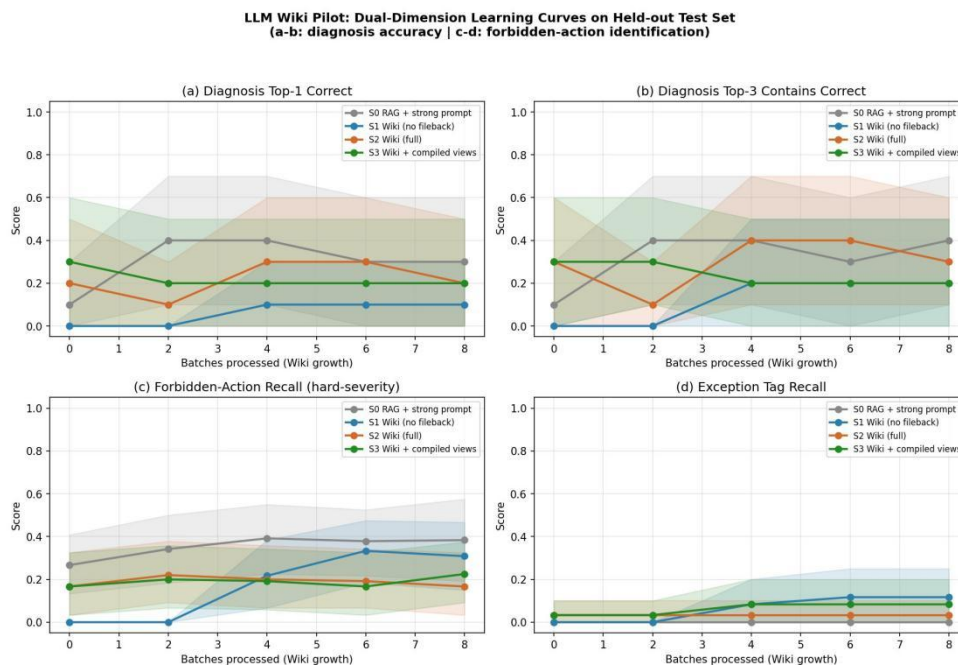 LLM Wiki Pilot: Dual-Dimension Learning Curves on Held-out Test Set
(a-b: diagnosis accuracy | c-d: forbidden-action identification)
(a) Diagnosis Top-1 Correct
1.0
0.8
0.6
0.4
0.2
0.0
Score
0 1 2 3 4 5 6 7 8
Batches processed (Wiki growth)
S0 RAG + strong prompt
S1 Wiki (no fileback)
S2 Wiki (full)
S3 Wiki + compiled views
(b) Diagnosis Top-3 Contains Correct
1.0
0.8
0.6
0.4
0.2
0.0
Score
0 1 2 3 4 5 6 7 8
Batches processed (Wiki growth)
S0 RAG + strong prompt
S1 Wiki (no fileback)
S2 Wiki (full)
S3 Wiki + compiled views
(c) Forbidden-Action Recall (hard-severity)
1.0
0.8
0.6
0.4
0.2
0.0
Score
0 1 2 3 4 5 6 7 8
Batches processed (Wiki growth)
S0 RAG + strong prompt
S1 Wiki (no fileback)
S2 Wiki (full)
S3 Wiki + compiled views
(d) Exception Tag Recall
1.0
0.8
0.6
0.4
0.2
0.0
Score
0 1 2 3 4 5 6 7 8
Batches processed (Wiki growth)
S0 RAG + strong prompt
S1 Wiki (no fileback)
S2 Wiki (full)
S3 Wiki + compiled views